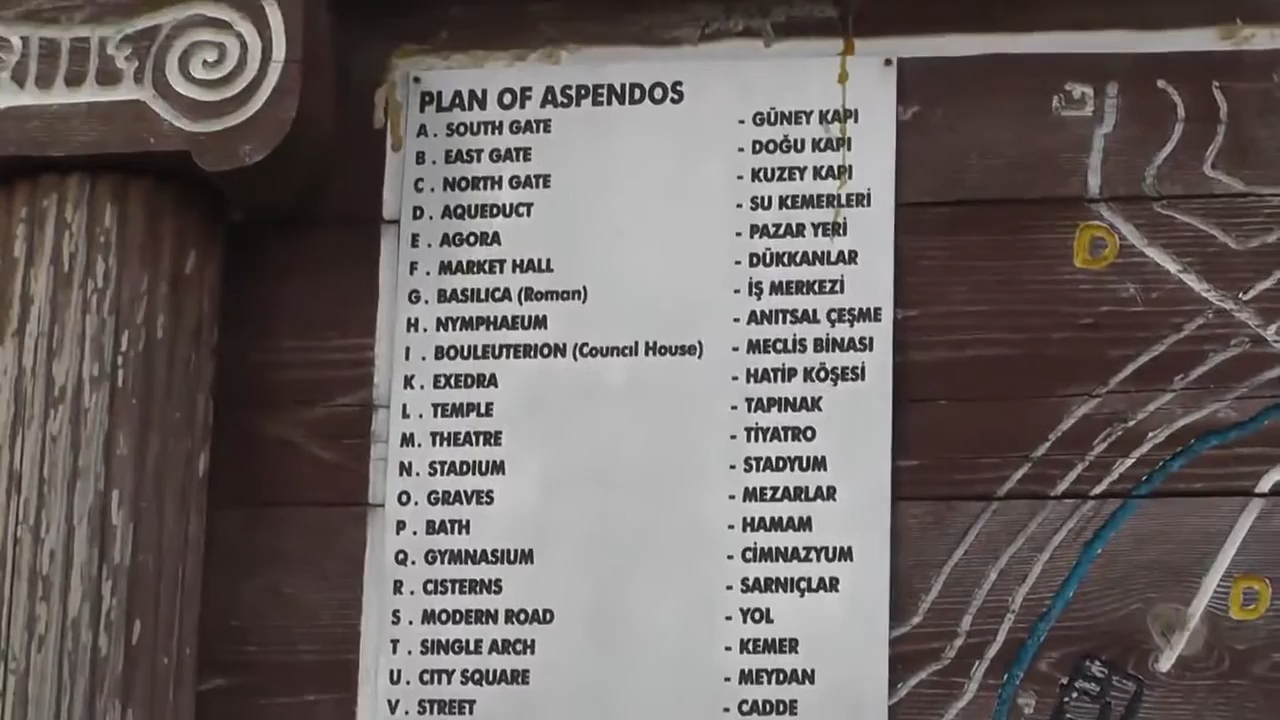 PLAN OF ASPENDOS
A. SOUTH GATE - GÜNEY KAPI
B. EAST GATE - DOĞU KAPI
C. NORTH GATE - KUZEY KAPI
D. AQUEDUCT - SU KEMERLERİ
E. AGORA - PAZAR YERİ
F. MARKET HALL - DÜKKANLAR
G. BASILICA (Roman) - İŞ MERKEZİ
H. NYMPHAEUM - ANITSAL ÇEŞME
I. BOULEUTERION (Council House) - MECLİS BİNASI
K. EXEDRA - HATİP KÖŞESİ
L. TEMPLE - TAPINAK
M. THEATRE - TİYATRO
N. STADIUM - STADYUM
O. GRAVES - MEZARLAR
P. BATH - HAMAM
Q. GYMNASIUM - CİMNAZYUM
R. CISTERNS - SARNIÇLAR
S. MODERN ROAD - YOL
T. SINGLE ARCH - KEMER
U. CITY SQUARE - MEYDAN
V. STREET - CADDE
D
D